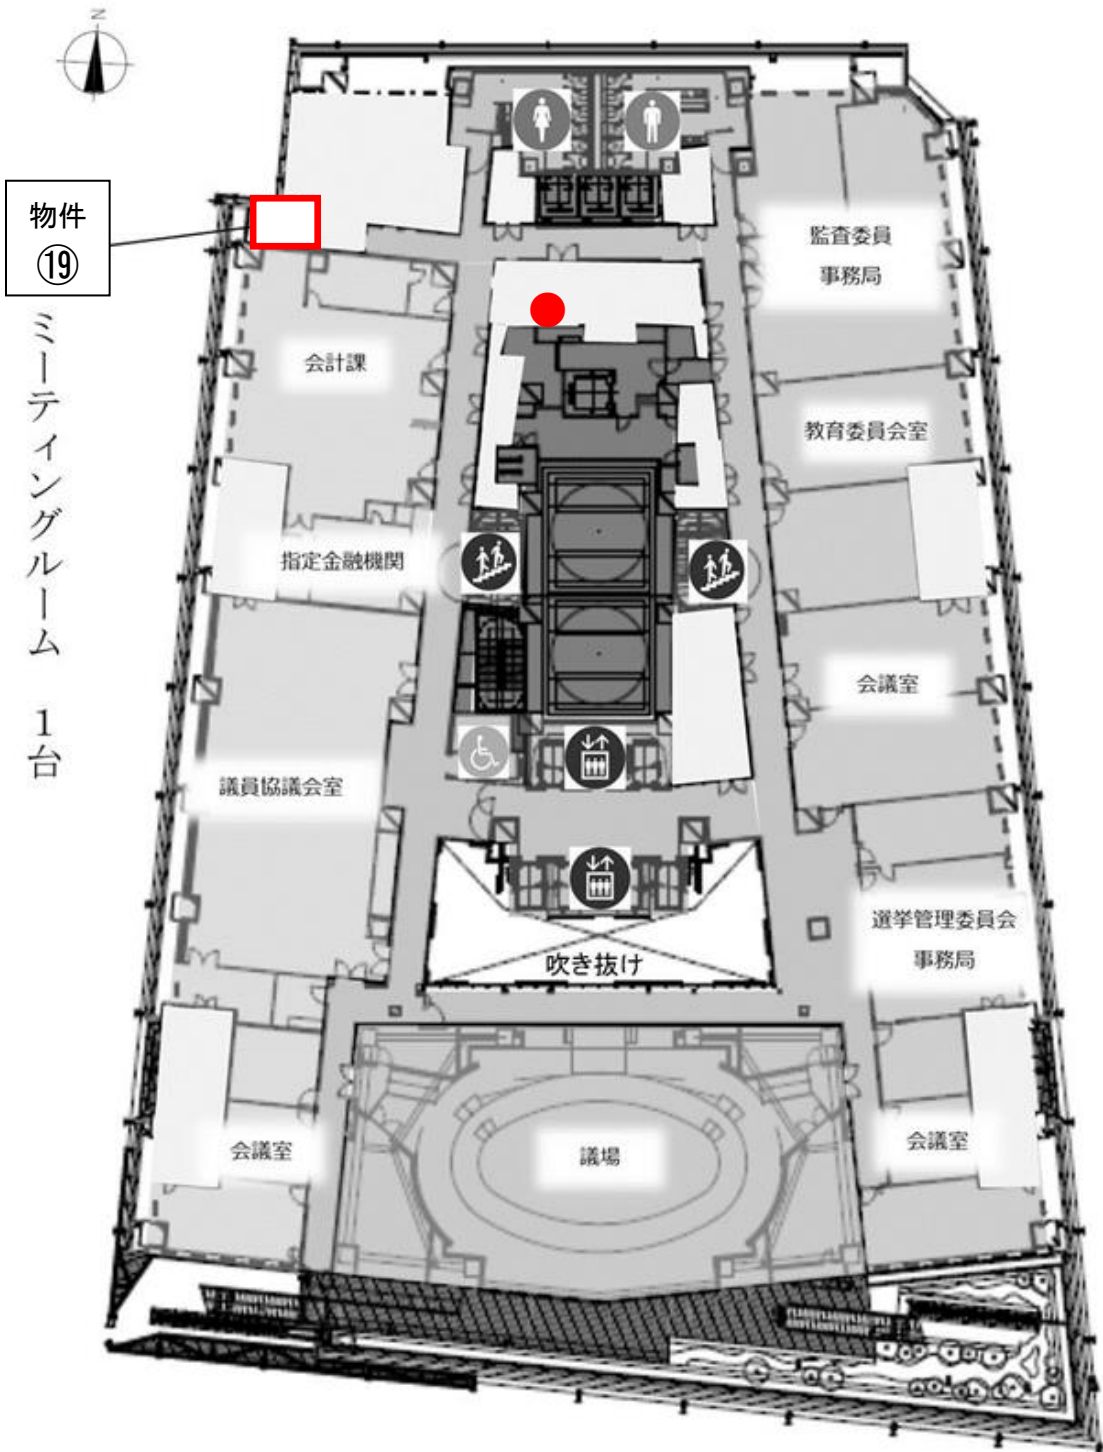 N
物件
⑲
ミーティングルーム 1台
監査委員
事務局
会計課
教育委員会室
指定金融機関
会議室
議員協議会室
選挙管理委員会
事務局
吹き抜け
会議室
議場
会議室